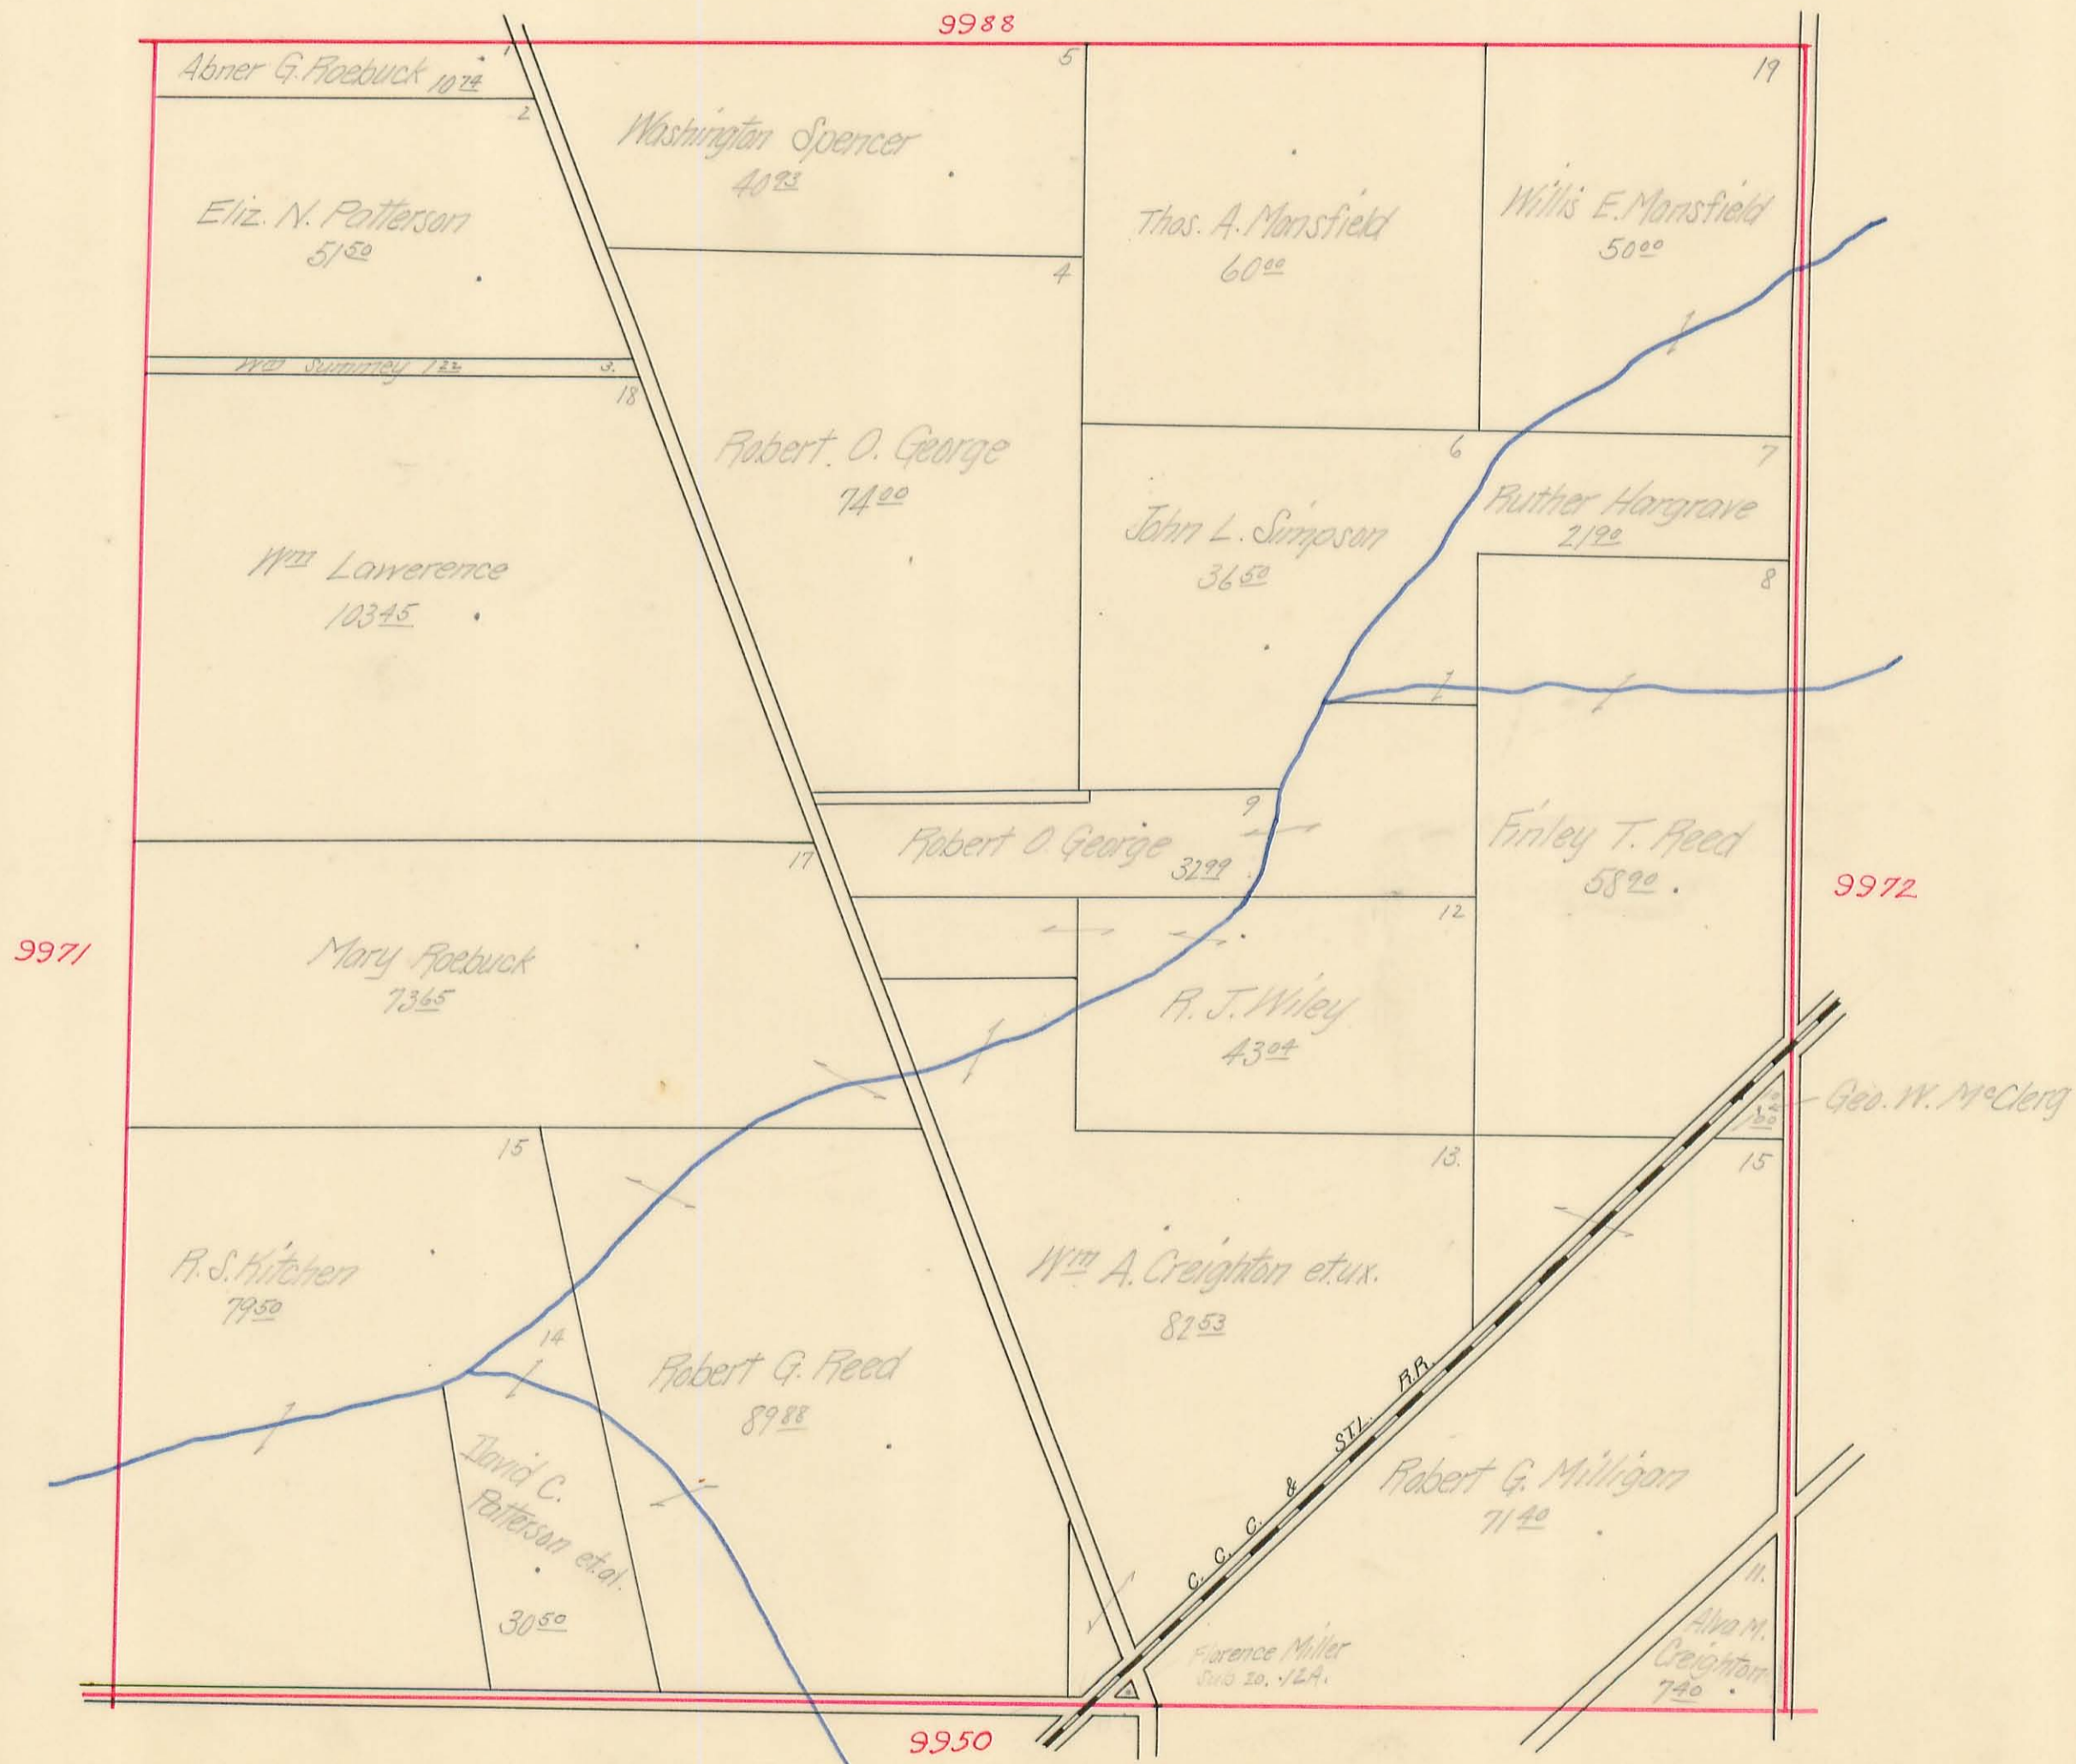 9988
Abner G. Roebuck 10 74
1
2
5
19
Washington Spencer
40 93
Eliz. N. Patterson
51 50
Thos. A. Mansfield
60 00
Willis E. Mansfield
50 00
4
Wm Summey 1 22
3.
18
Robert. O. George
74 00
6
7
John L. Simpson
36 50
Ruther Hargrave
21 90
8
Wm Lawerence
103 45
9
17
Robert O. George
32 99
Finley T. Reed
58 90
9972
12
9971
Mary Roebuck
73 65
R. J. Wiley
43 04
Geo. W. McClerg
15
13.
15
R. S. Kitchen
79 50
Wm A. Creighton et.ux.
82 53
14
Robert G. Reed
89 88
C. C. C. & ST.L. R.R.
David C.
Patterson et.al.
30 50
Robert G. Milligan
71 40
11.
Alva M.
Creighton
7 40
Florence Miller
Sub 20. .12A.
9950